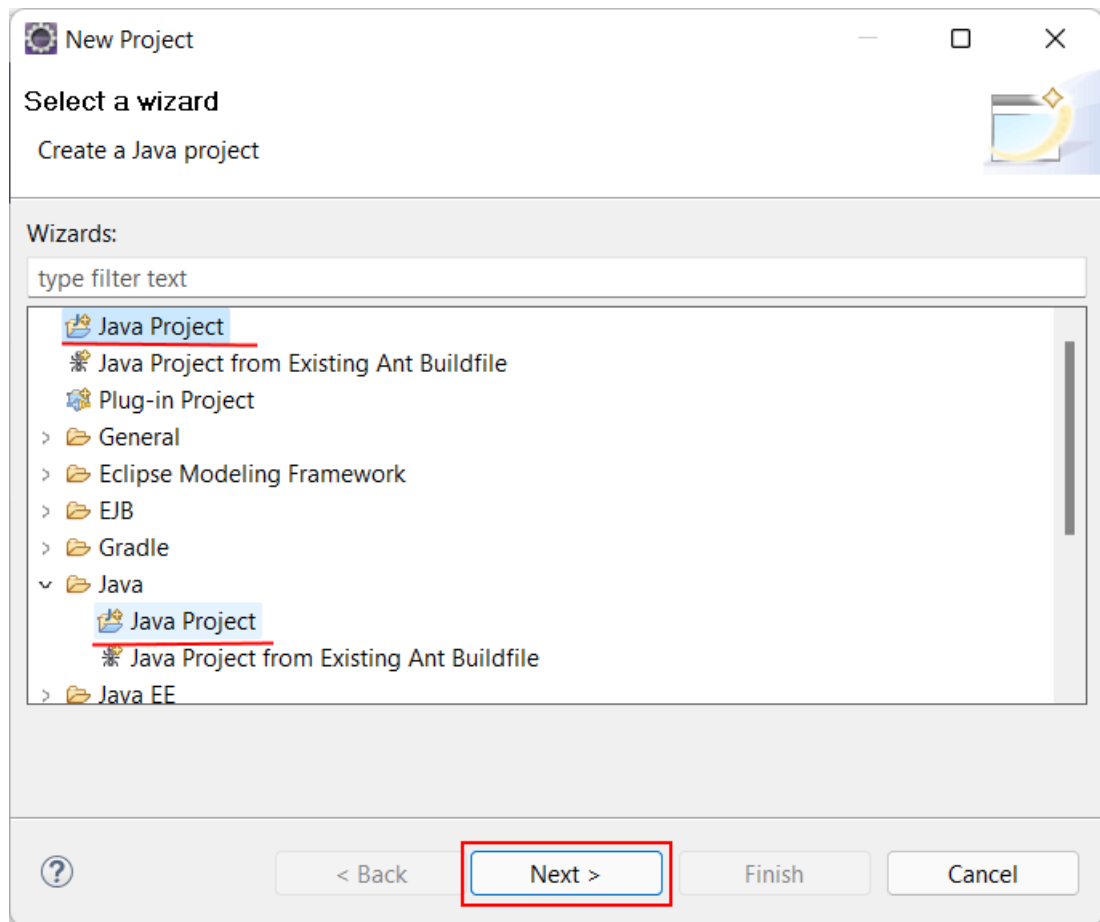 New Project
Select a wizard
Create a Java project
Wizards:
type filter text
Java Project
Java Project from Existing Ant Buildfile
Plug-in Project
General
Eclipse Modeling Framework
EJB
Gradle
Java
Java Project
Java Project from Existing Ant Buildfile
Java EE
? < Back Next > Finish Cancel